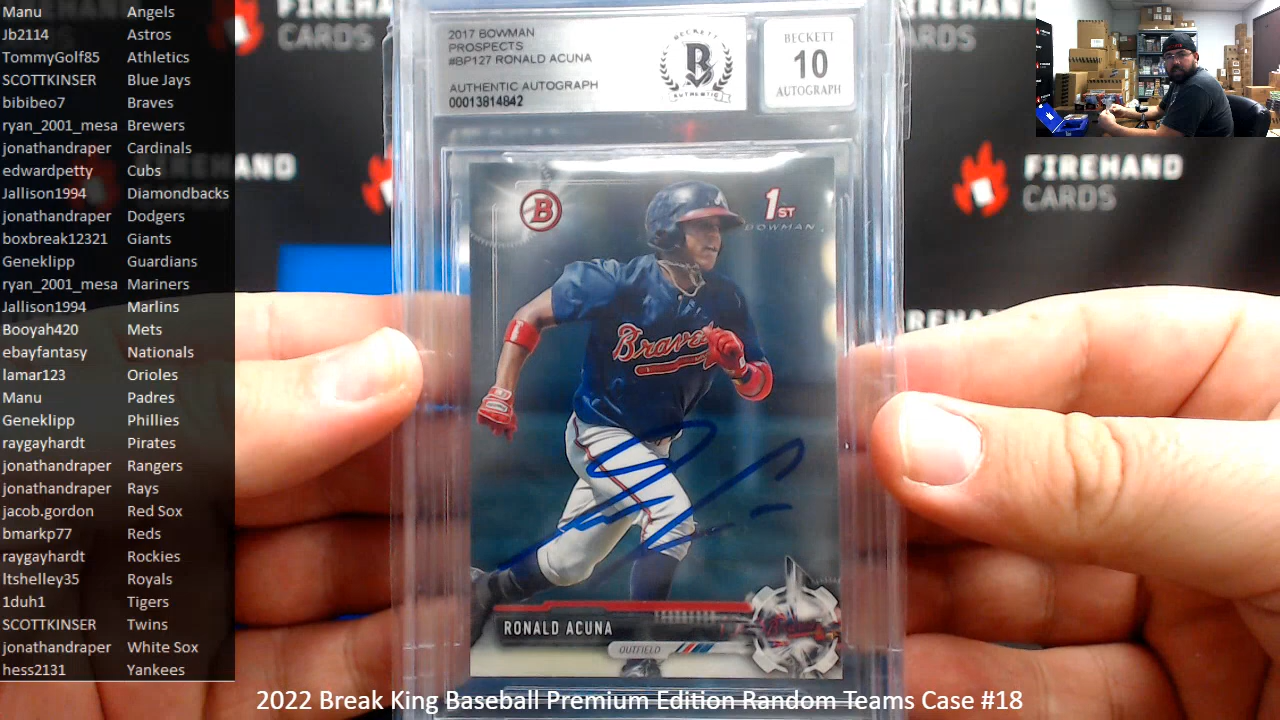 Manu Angels
Jb2114 Astros
TommyGolf85 Athletics
SCOTTKINSER Blue Jays
bibibeo7 Braves
ryan_2001_mesa Brewers
jonathandraper Cardinals
edwardpetty Cubs
Jallison1994 Diamondbacks
jonathandraper Dodgers
boxbreak12321 Giants
Geneklipp Guardians
ryan_2001_mesa Mariners
Jallison1994 Marlins
Booyah420 Mets
ebayfantasy Nationals
lamar123 Orioles
Manu Padres
Geneklipp Phillies
raygayhardt Pirates
jonathandraper Rangers
jonathandraper Rays
jacob.gordon Red Sox
bmarkp77 Reds
raygayhardt Rockies
ltshelley35 Royals
1duh1 Tigers
SCOTTKINSER Twins
jonathandraper White Sox
hess2131 Yankees
FIREHAND
CARDS
2017 BOWMAN
PROSPECTS
#BP127 RONALD ACUNA
AUTHENTIC AUTOGRAPH
00013814842
BECKETT
AUTHENTIC
BECKETT
10
AUTOGRAPH
B
1ST
BOWMAN
Braves
RONALD ACUNA
OUTFIELD
FIREHAND
CARDS
2022 Break King Baseball Premium Edition Random Teams Case #18